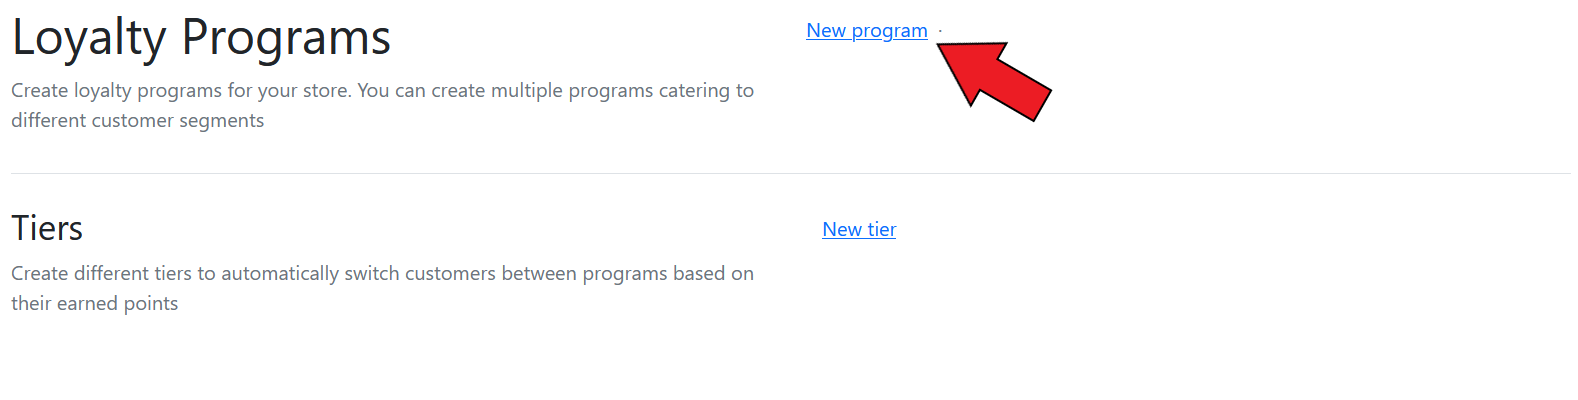 Loyalty Programs
New program ·
Create loyalty programs for your store. You can create multiple programs catering to
different customer segments
Tiers
New tier
Create different tiers to automatically switch customers between programs based on
their earned points